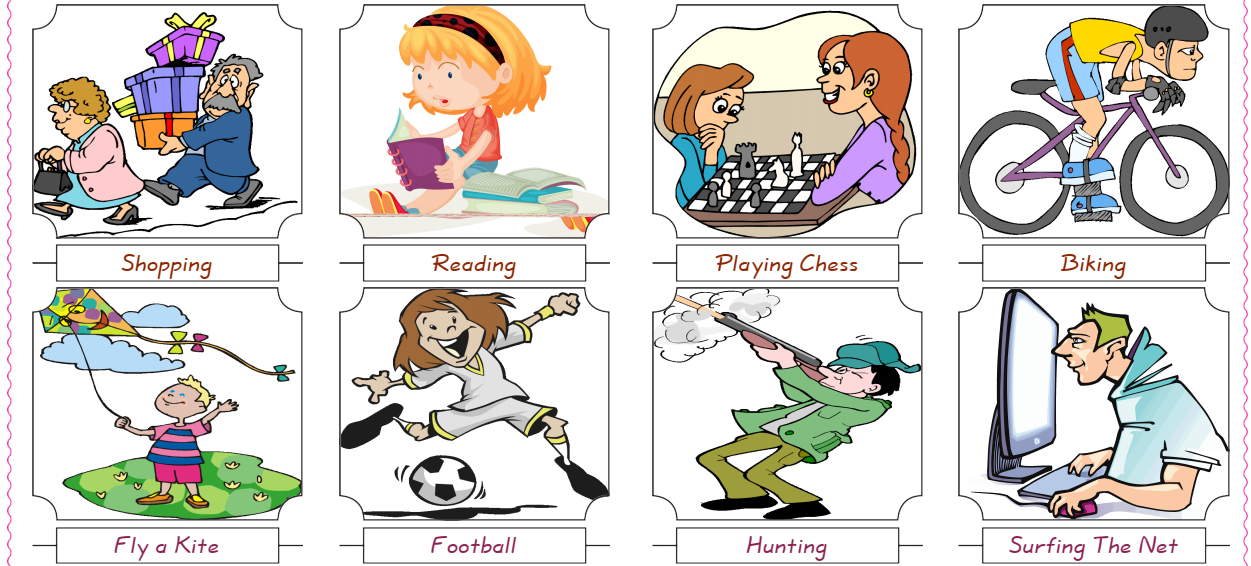 Shopping
Reading
Playing Chess
Biking
Fly a Kite
Football
Hunting
Surfing The Net